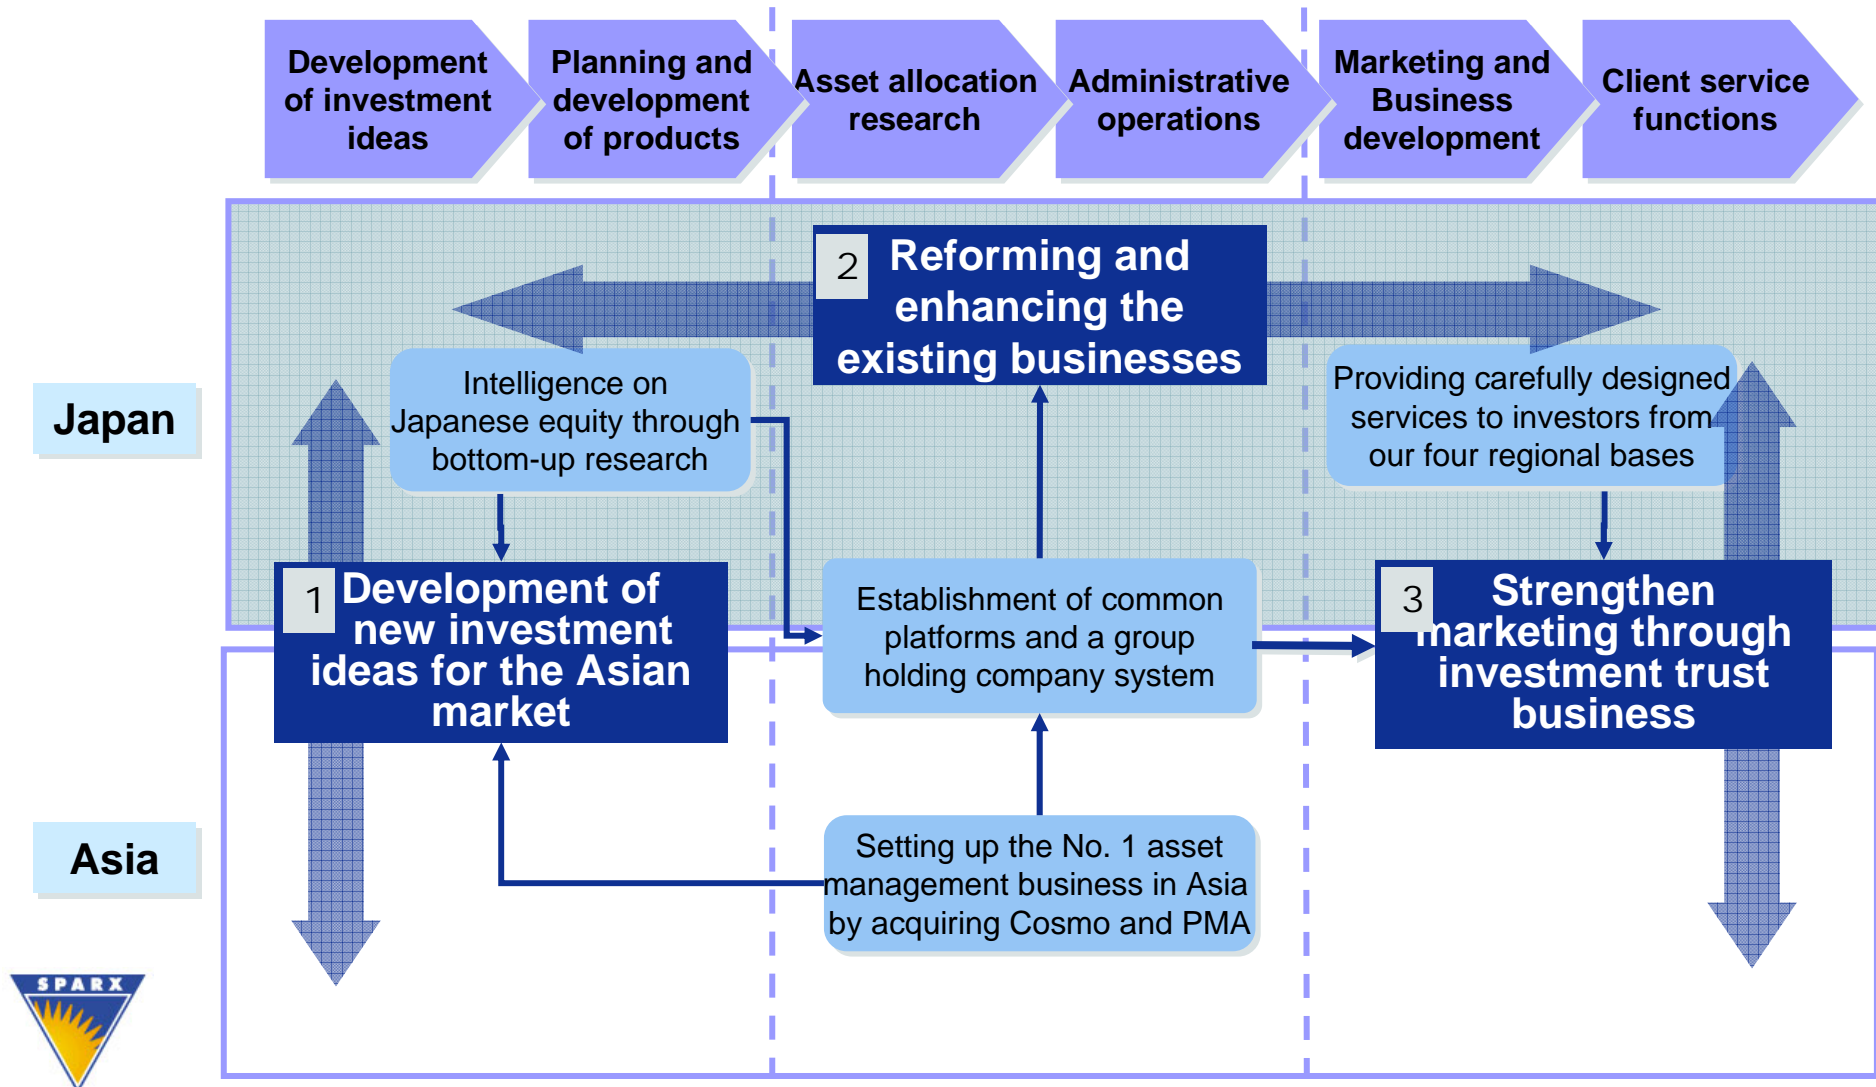 Development
of investment
ideas
Planning and
development
of products
Asset allocation
research
Administrative
operations
Marketing and
Business
development
Client service
functions
2
Reforming and
enhancing the
existing businesses
Japan
Intelligence on
Japanese equity through
bottom-up research
Providing carefully designed
services to investors from
our four regional bases
1
Development of
new investment
ideas for the Asian
market
Establishment of common
platforms and a group
holding company system
3
Strengthen
marketing through
investment trust
business
Asia
Setting up the No. 1 asset
management business in Asia
by acquiring Cosmo and PMA
SPARX